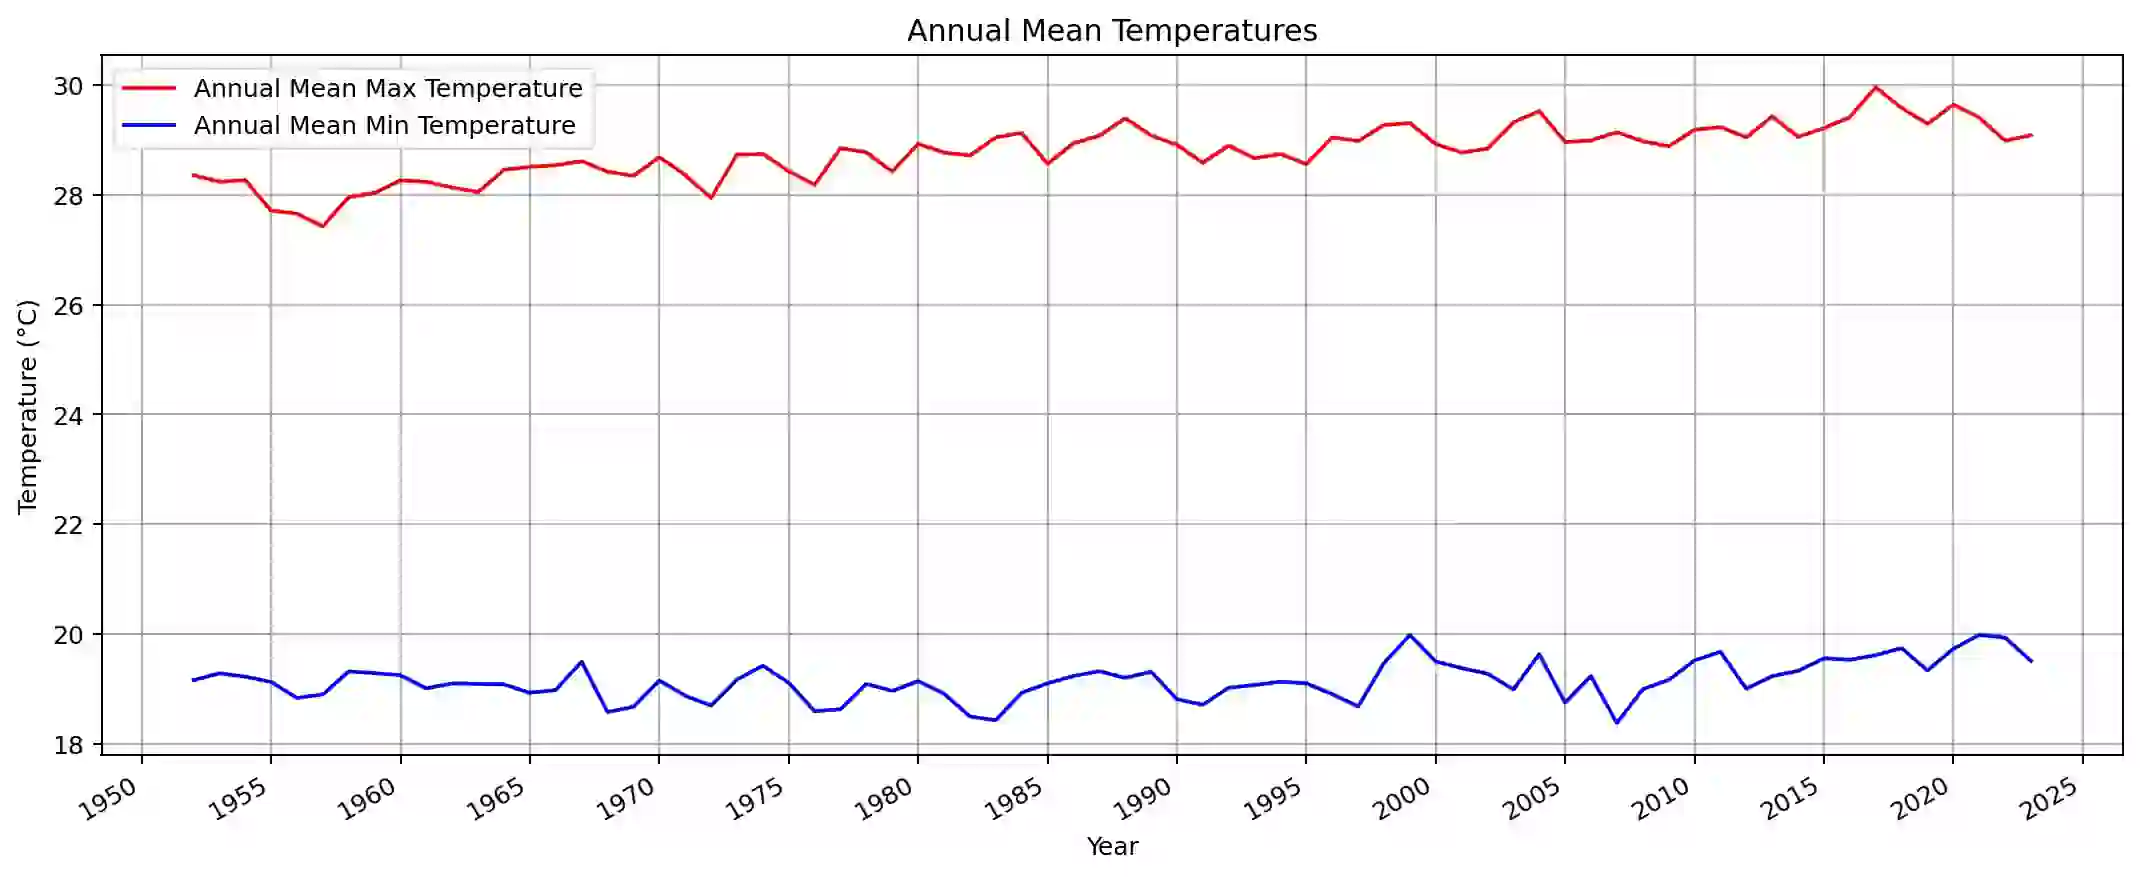 Annual Mean Temperatures
Annual Mean Max Temperature
Annual Mean Min Temperature
Temperature (°C)
30
28
26
24
22
20
18
1950 1955 1960 1965 1970 1975 1980 1985 1990 1995 2000 2005 2010 2015 2020 2025
Year